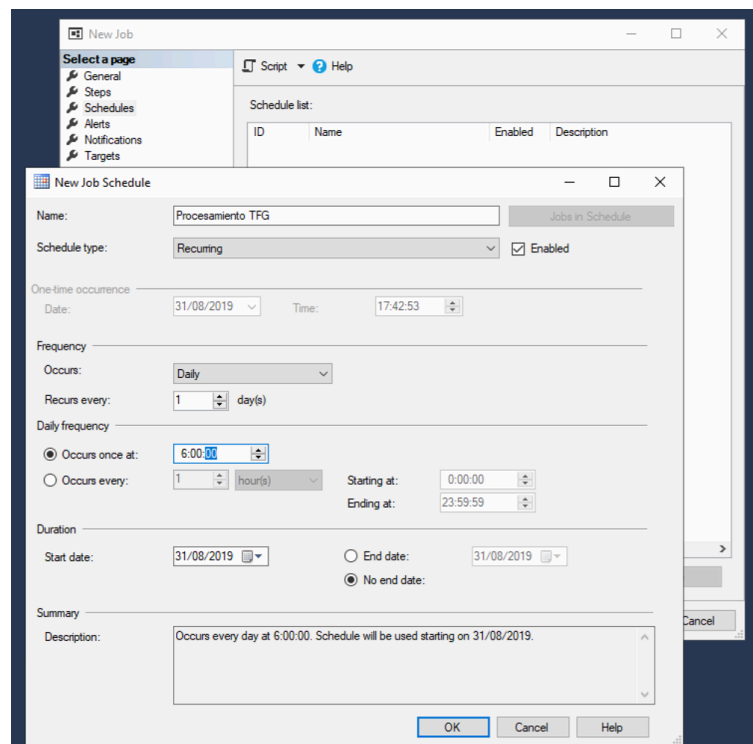 New Job
Select a page
General
Steps
Schedules
Alerts
Notifications
Targets
Script Help
Schedule list:
ID Name Enabled Description
New Job Schedule
Name: Procesamiento TFG Jobs in Schedule
Schedule type: Recurring Enabled
One-time occurrence
Date: 31/08/2019 Time: 17:42:53
Frequency
Occurs: Daily
Recurs every: 1 day(s)
Daily frequency
Occurs once at: 6:00:00
Occurs every: 1 hour(s) Starting at: 0:00:00
Ending at: 23:59:59
Duration
Start date: 31/08/2019 End date: 31/08/2019
No end date:
Summary
Description: Occurs every day at 6:00:00. Schedule will be used starting on 31/08/2019.
Cancel
OK Cancel Help